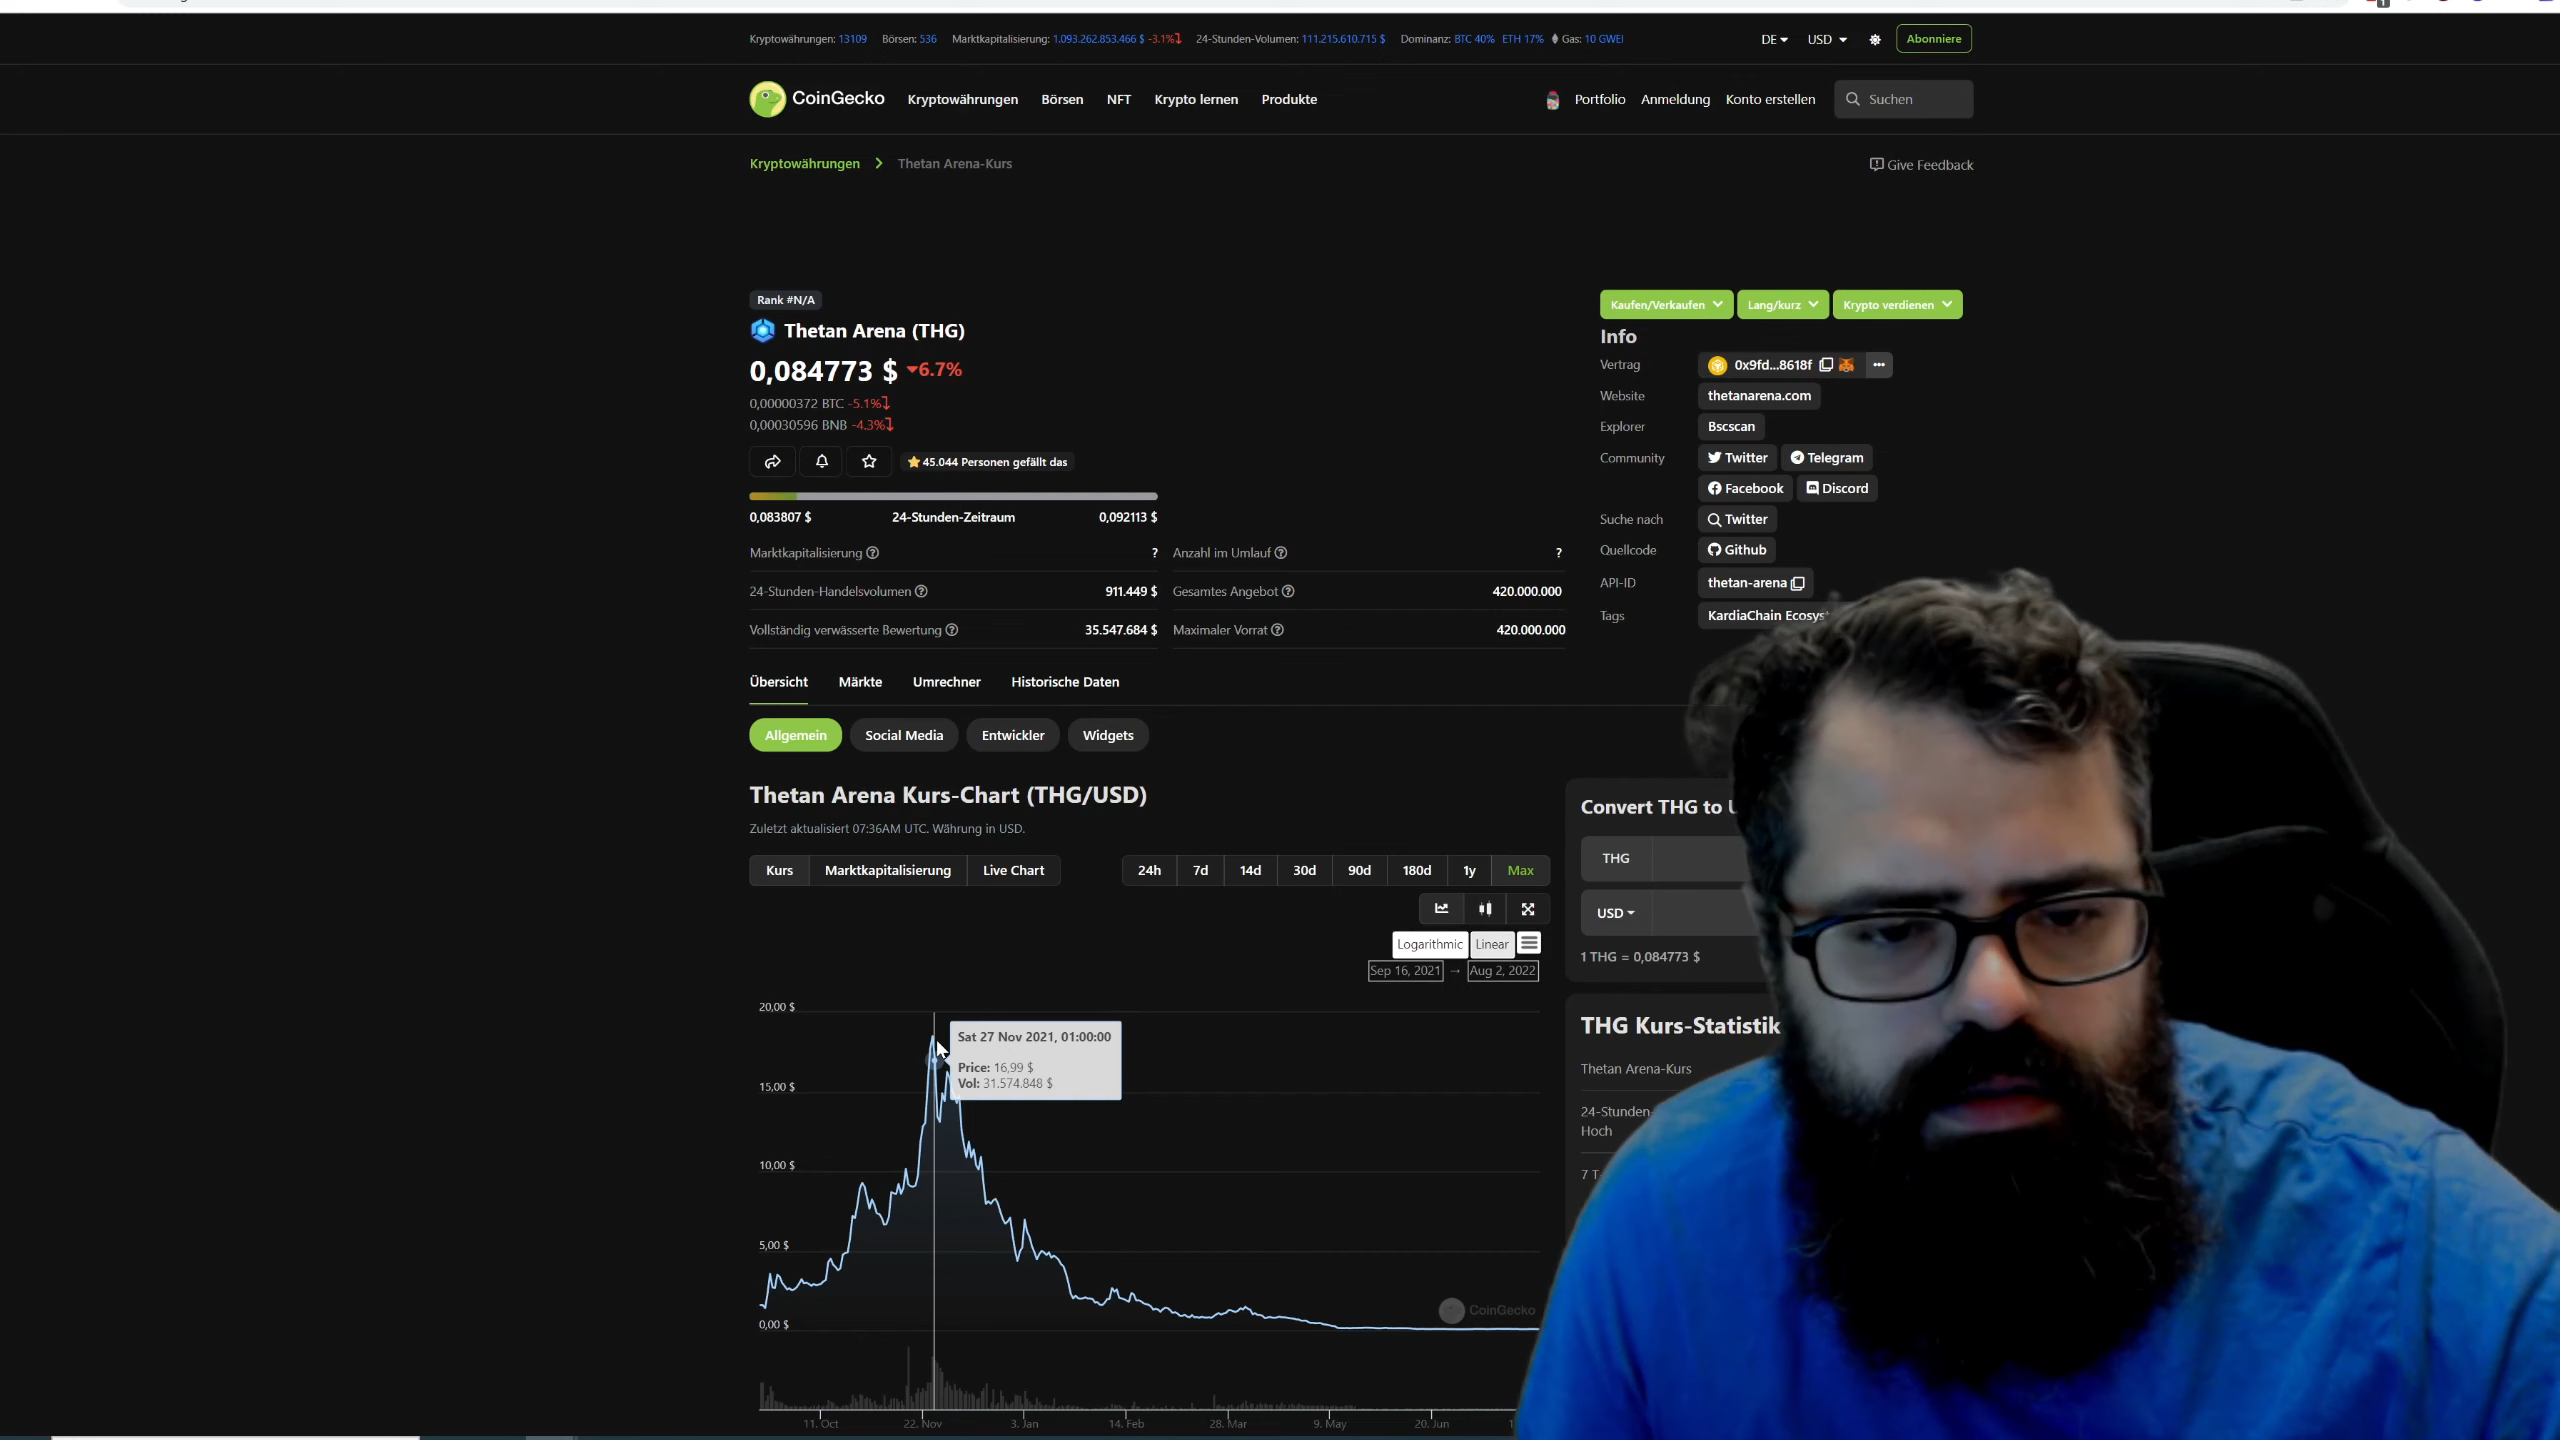 Kryptowährungen: 13109 Börsen: 536 Marktkapitalisierung: 1.093.262.853.466 $ -3.1% 24-Stunden-Volumen: 111.215.610.715 $ Dominanz: BTC 40% ETH 17% Gas: 10 GWEI
DE USD Abonniere
CoinGecko Kryptowährungen Börsen NFT Krypto lernen Produkte Portfolio Anmeldung Konto erstellen Suchen
Kryptowährungen Thetan Arena-Kurs Give Feedback
Rank #N/A
Thetan Arena (THG)
0,084773 $ 6.7%
0,00000372 BTC -5.1%
0,00030596 BNB -4.3%
45.044 Personen gefällt das
0,083807 $ 24-Stunden-Zeitraum 0,092113 $
Marktkapitalisierung ? Anzahl im Umlauf ?
24-Stunden-Handelsvolumen 911.449 $ Gesamtes Angebot 420.000.000
Vollständig verwässerte Bewertung 35.547.684 $ Maximaler Vorrat 420.000.000
Kaufen/Verkaufen Lang/kurz Krypto verdienen
Info
Vertrag 0x9fd...8618f
Website thetanarena.com
Explorer Bscscan
Community Twitter Telegram
Facebook Discord
Suche nach Twitter
Quellcode Github
API-ID thetan-arena
Tags KardiaChain
Übersicht Märkte Umrechner Historische Daten
Allgemein Social Media Entwickler Widgets
Thetan Arena Kurs-Chart (THG/USD)
Zuletzt aktualisiert 07:36AM UTC. Währung in USD.
Kurs Marktkapitalisierung Live Chart 24h 7d 14d 30d 90d 180d 1y Max
Logarithmic Linear
Sep 16, 2021 → Aug 2, 2022
20,00 $
15,00 $
10,00 $
5,00 $
0,00 $
Sat 27 Nov 2021, 01:00:00
Price: 16,99 $
Vol: 31.574.848 $
CoinGecko
11. Oct 22. Nov 3. Jan 14. Feb 28. Mar 9. May 20. Jun
Convert THG to
THG
USD
1 THG = 0,084773 $
THG Kurs-Statistik
Thetan Arena-Kurs
24-Stunden-
Hoch
7